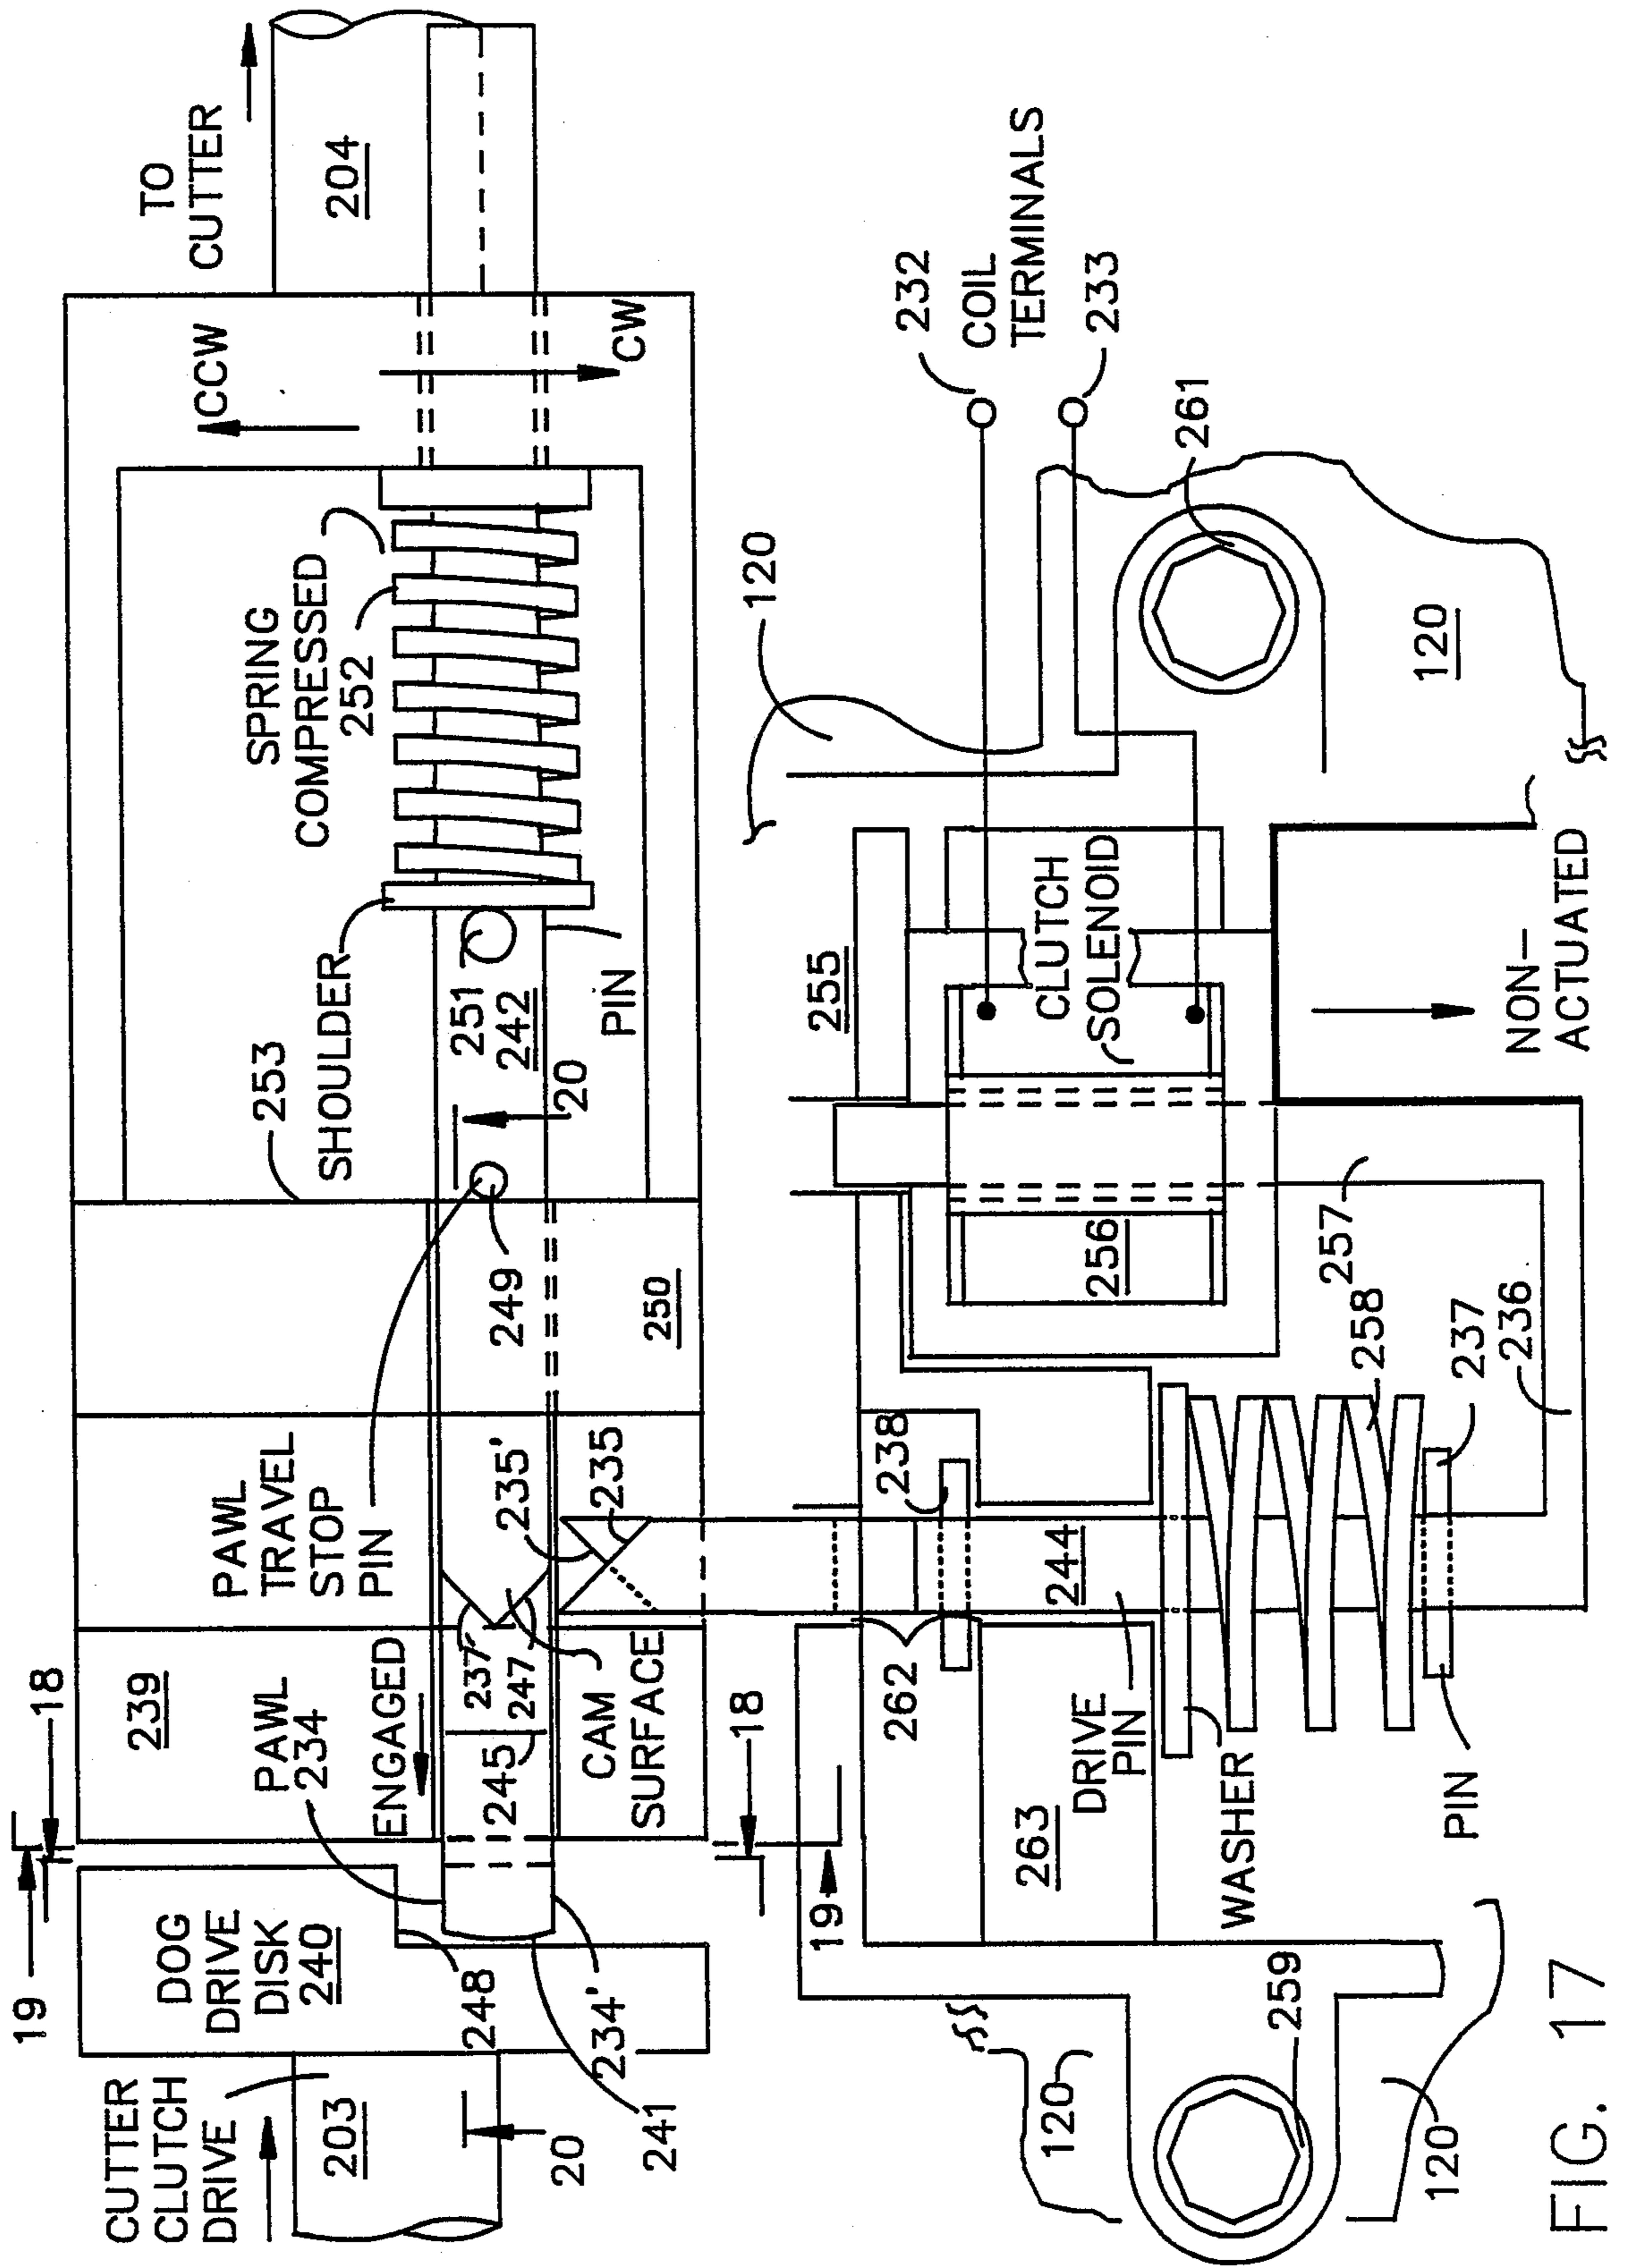 CUTTER
CLUTCH
DRIVE
203
20
241
19
18
DOG
DRIVE
DISK
240
248
234'
239
PAWL
234
ENGAGED
245
237'
247
CAM
SURFACE
18
19
PAWL
TRAVEL
STOP
PIN
235'
235
249
250
253
SHOULDER
20
251
242
PIN
SPRING
COMPRESSED
252
CCW
CW
TO
CUTTER
204
120
259
120
262
263
DRIVE
PIN
238
244
WASHER
PIN
258
237
236
257
255
256
CLUTCH
SOLENOID
NON-
ACTUATED
120
232
COIL
TERMINALS
233
261
120
FIG. 17